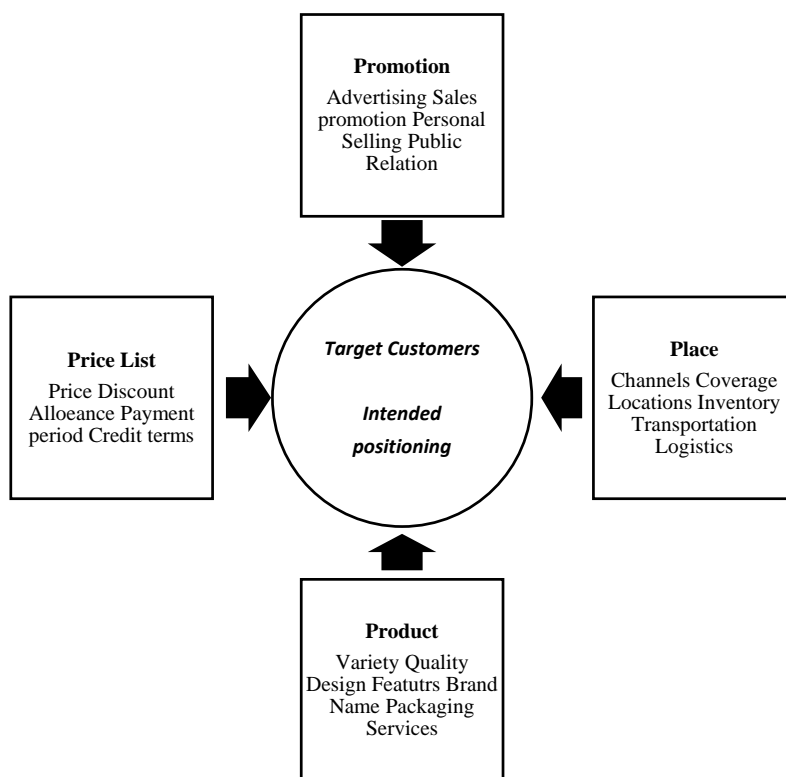 Promotion
Advertising Sales
promotion Personal
Selling Public
Relation
Price List
Price Discount
Alloeance Payment
period Credit terms
Target Customers
Intended
positioning
Place
Channels Coverage
Locations Inventory
Transportation
Logistics
Product
Variety Quality
Design Featutrs Brand
Name Packaging
Services